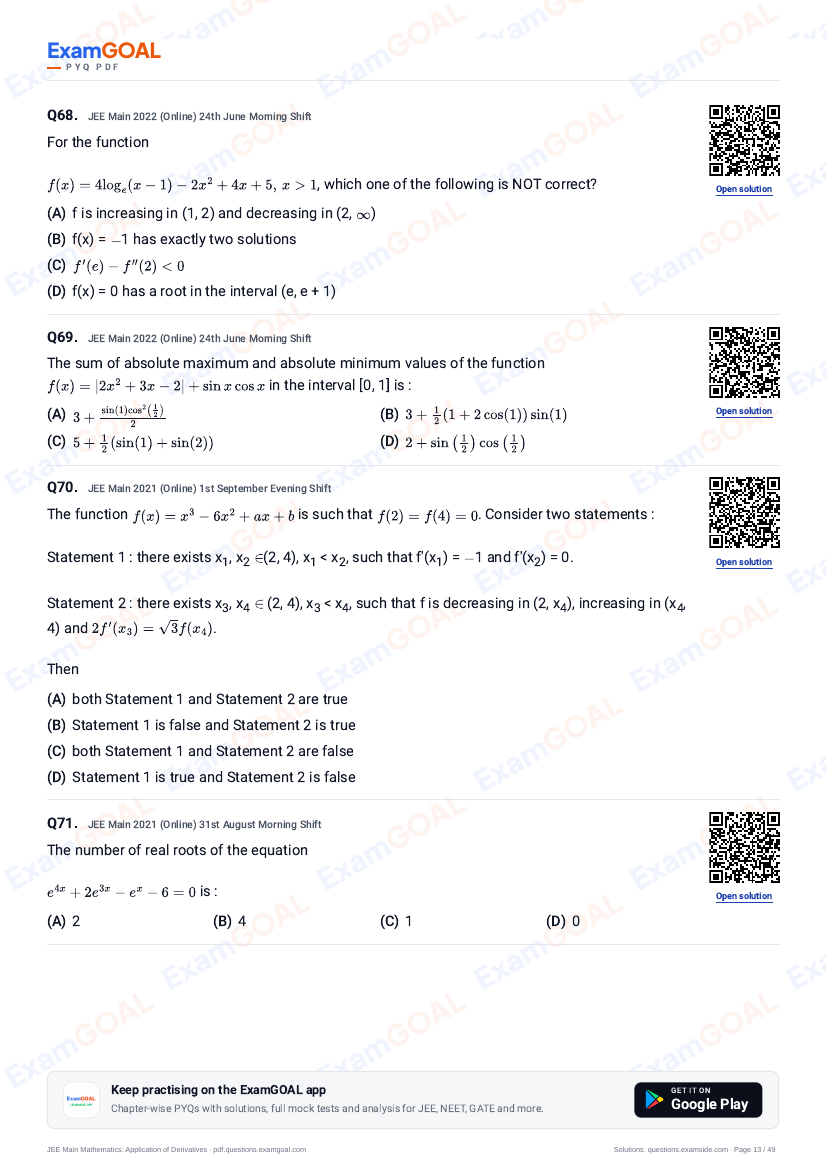 ExamGOAL
PYQ PDF
Q68. JEE Main 2022 (Online) 24th June Morning Shift
For the function
f(x) = 4logₑ(x − 1) − 2x² + 4x + 5, x > 1, which one of the following is NOT correct?
(A) f is increasing in (1, 2) and decreasing in (2, ∞)
(B) f(x) = −1 has exactly two solutions
(C) f′(e) − f″(2) < 0
(D) f(x) = 0 has a root in the interval (e, e + 1)
Open solution
Q69. JEE Main 2022 (Online) 24th June Morning Shift
The sum of absolute maximum and absolute minimum values of the function
f(x) = |2x² + 3x − 2| + sin x cos x in the interval [0, 1] is :
(A) 3 + sin(1)cos²(1/2)/2 (B) 3 + 1/2(1 + 2 cos(1)) sin(1)
(C) 5 + 1/2(sin(1) + sin(2)) (D) 2 + sin (1/2) cos (1/2)
Open solution
Q70. JEE Main 2021 (Online) 1st September Evening Shift
The function f(x) = x³ − 6x² + ax + b is such that f(2) = f(4) = 0. Consider two statements :
Statement 1 : there exists x₁, x₂ ∈(2, 4), x₁ < x₂, such that f'(x₁) = −1 and f'(x₂) = 0.
Statement 2 : there exists x₃, x₄ ∈ (2, 4), x₃ < x₄, such that f is decreasing in (2, x₄), increasing in (x₄,
4) and 2f′(x₃) = √3f(x₄).
Then
(A) both Statement 1 and Statement 2 are true
(B) Statement 1 is false and Statement 2 is true
(C) both Statement 1 and Statement 2 are false
(D) Statement 1 is true and Statement 2 is false
Open solution
Q71. JEE Main 2021 (Online) 31st August Morning Shift
The number of real roots of the equation
e⁴ˣ + 2e³ˣ − eˣ − 6 = 0 is :
(A) 2 (B) 4 (C) 1 (D) 0
Open solution
Keep practising on the ExamGOAL app
Chapter-wise PYQs with solutions, full mock tests and analysis for JEE, NEET, GATE and more.
GET IT ON
Google Play
JEE Main Mathematics: Application of Derivatives · pdf.questions.examgoal.com Solutions: questions.examside.com · Page 13 / 49